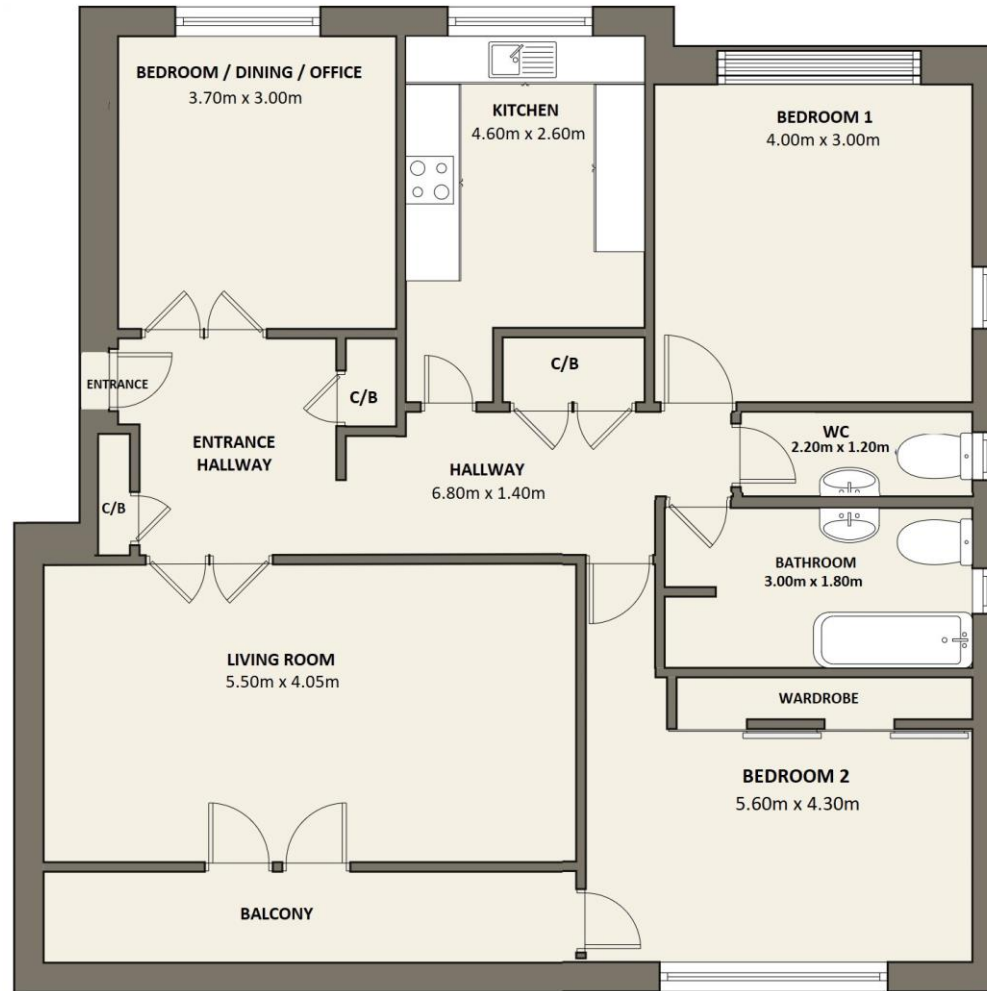 BEDROOM / DINING / OFFICE
3.70m x 3.00m
KITCHEN
4.60m x 2.60m
BEDROOM 1
4.00m x 3.00m
ENTRANCE
C/B
C/B
ENTRANCE
HALLWAY
HALLWAY
6.80m x 1.40m
WC
2.20m x 1.20m
C/B
BATHROOM
3.00m x 1.80m
LIVING ROOM
5.50m x 4.05m
WARDROBE
BEDROOM 2
5.60m x 4.30m
BALCONY